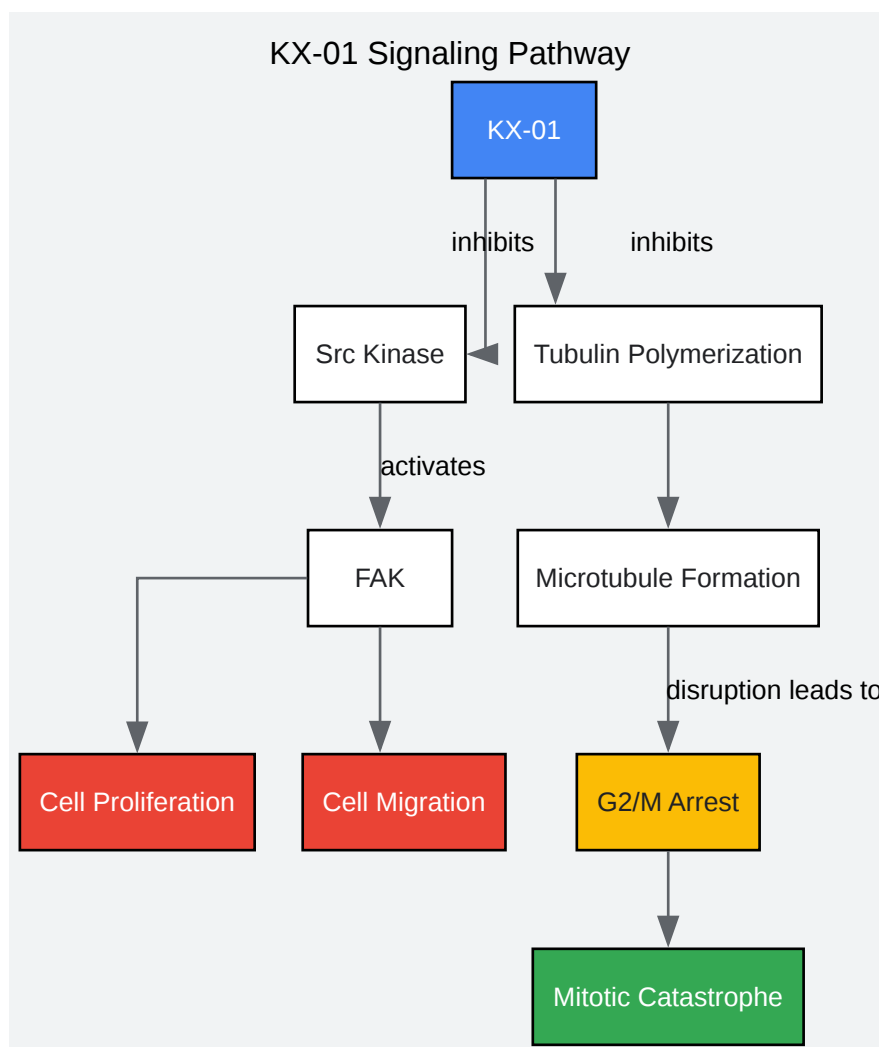 KX-01 Signaling Pathway
KX-01
inhibits
inhibits
Src Kinase
Tubulin Polymerization
activates
FAK
Microtubule Formation
disruption leads to
Cell Proliferation
Cell Migration
G2/M Arrest
Mitotic Catastrophe